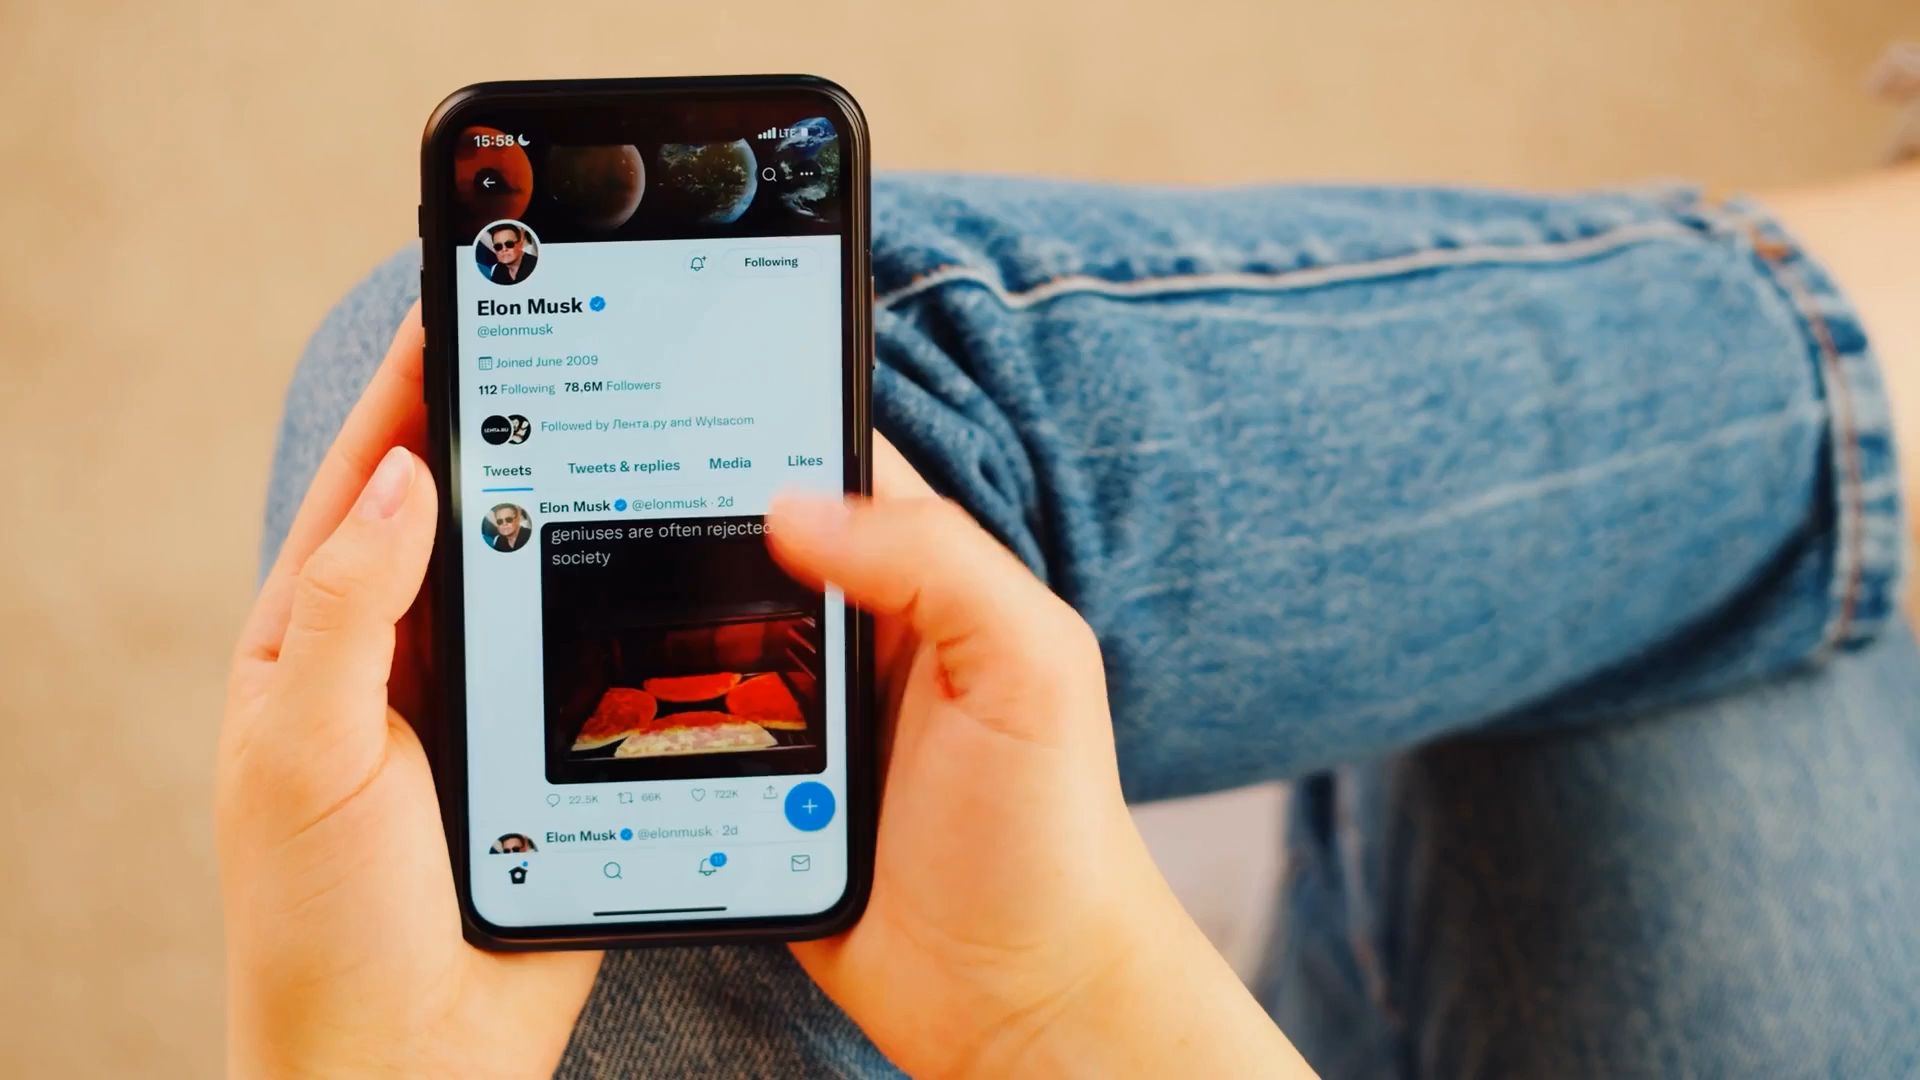 15:58
LTE
Following
Elon Musk
@elonmusk
Joined June 2009
112 Following 78,6M Followers
Followed by Лента.ру and Wylsacom
Tweets Tweets & replies Media Likes
Elon Musk @elonmusk · 2d
geniuses are often rejected
society
22.5K 66K 722K
Elon Musk @elonmusk · 2d
11